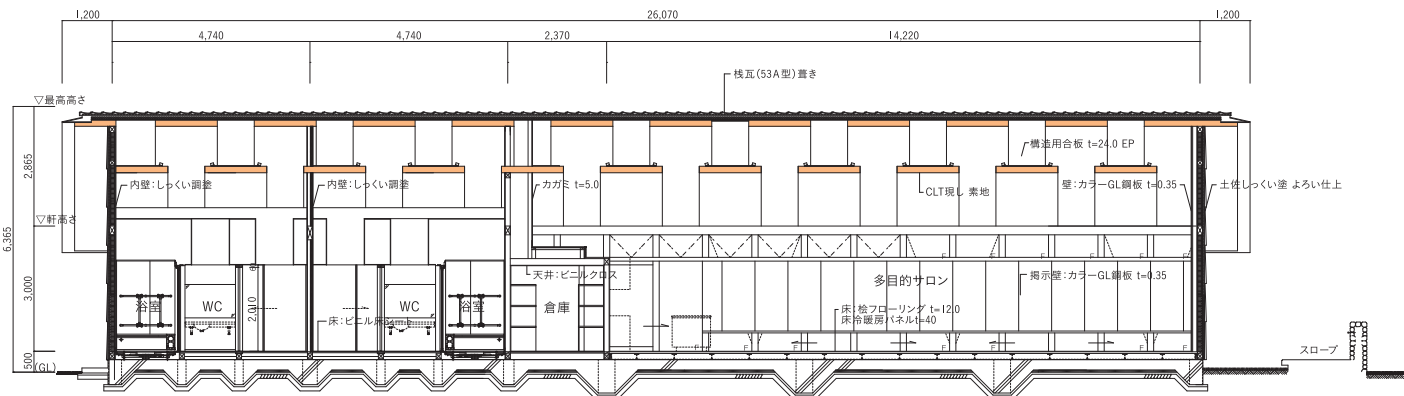 1,200
26,070
1,200
4,740
4,740
2,370
14,220
桟瓦(53A型)葺き
▽最高高さ
2,865
構造用合板 t=24.0 EP
内壁：しっくい調塗
内壁：しっくい調塗
カガミ t=5.0
CLT現し 素地
壁：カラーGL鋼板 t=0.35
土佐しっくい塗 よろい仕上
▽軒高さ
6,365
3,000
天井：ビニルクロス
多目的サロン
掲示壁：カラーGL鋼板 t=0.35
浴室
WC
2,010
WC
浴室
倉庫
床：桧フローリング t=12.0
床冷暖房パネルt=40
床：ビニル床シート
スロープ
500
(GL)
F F F F F F F
F F F F F F F